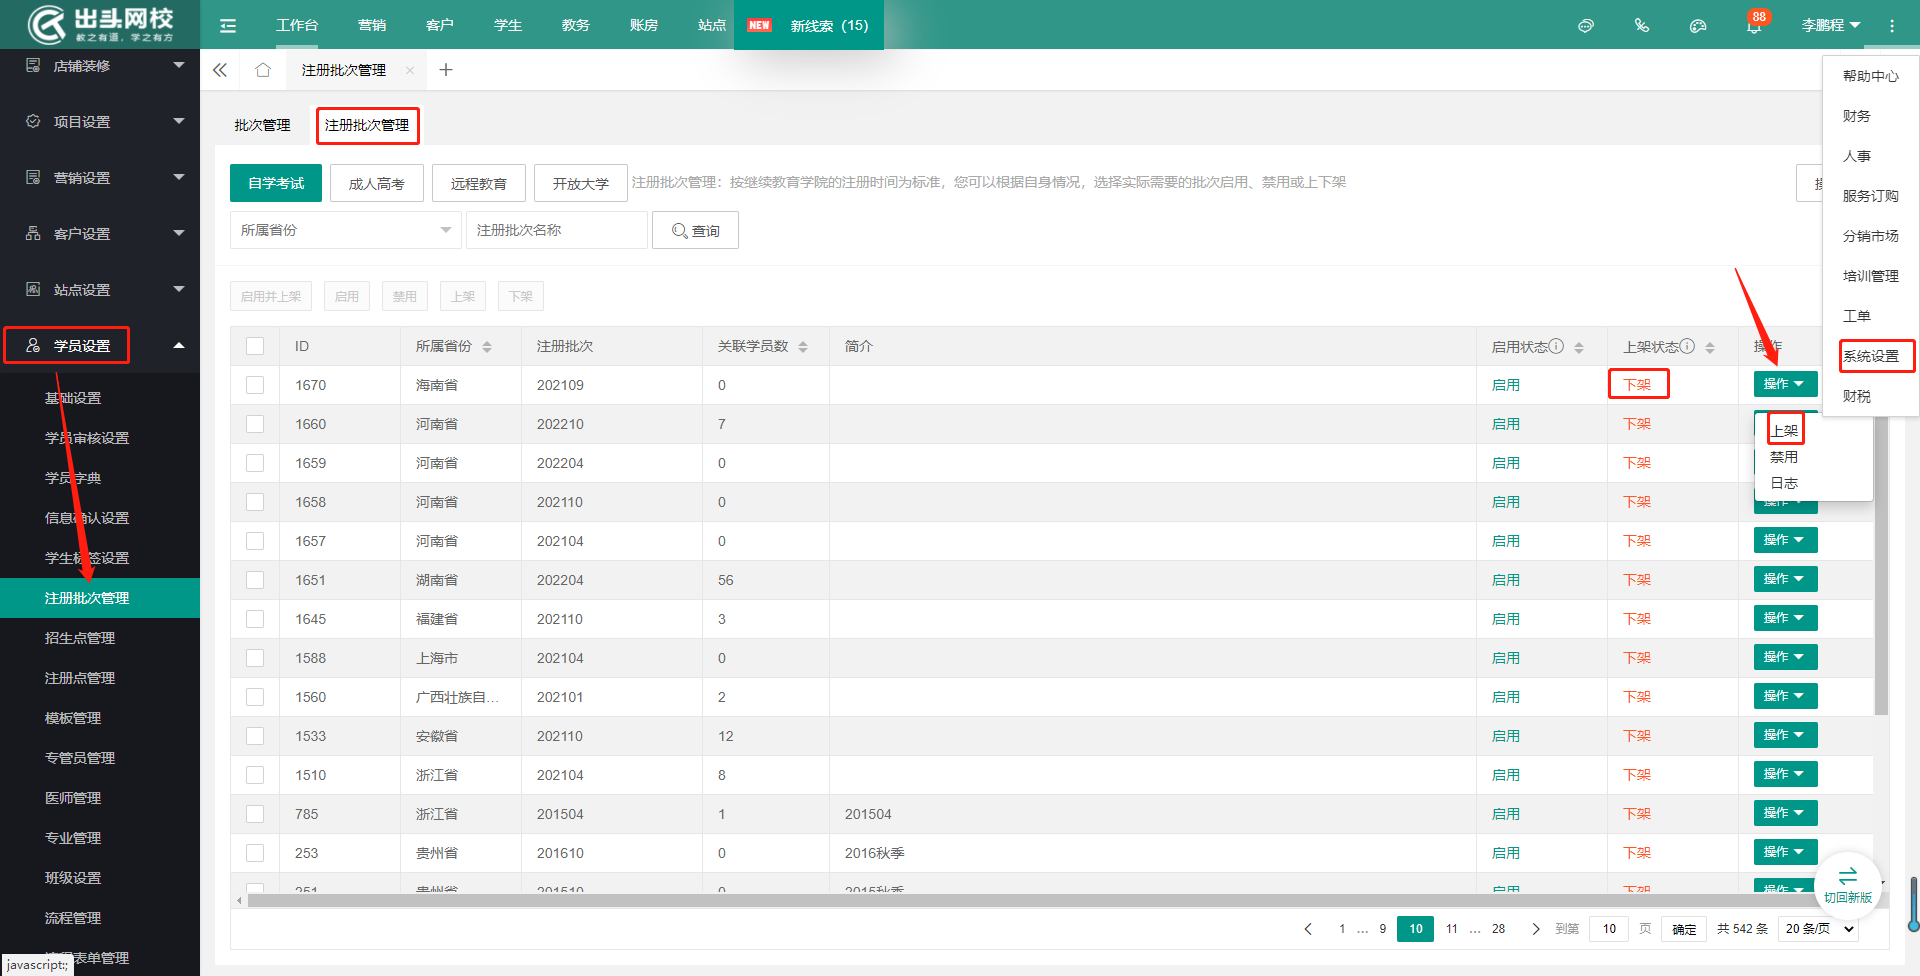 出头网校
教之有道，学之有方
工作台
营销
客户
学生
教务
账房
站点
NEW 新线索（15）
88
李鹏程
店铺装修
项目设置
营销设置
客户设置
站点设置
学员设置
基础设置
学员审核设置
学员字典
信息确认设置
学生标签设置
注册批次管理
招生点管理
注册点管理
模板管理
专管员管理
医师管理
专业管理
班级设置
流程管理
表单管理
javascript:;
注册批次管理
批次管理
注册批次管理
自学考试
成人高考
远程教育
开放大学
注册批次管理：按继续教育学院的注册时间为标准，您可以根据自身情况，选择实际需要的批次启用、禁用或上下架
所属省份
注册批次名称
查询
启用并上架
启用
禁用
上架
下架
ID 所属省份 注册批次 关联学员数 简介 启用状态 上架状态 操作
1670 海南省 202109 0 启用 下架 操作
1660 河南省 202210 7 启用 下架
1659 河南省 202204 0 启用 下架
1658 河南省 202110 0 启用 下架 操作
1657 河南省 202104 0 启用 下架 操作
1651 湖南省 202204 56 启用 下架 操作
1645 福建省 202110 3 启用 下架 操作
1588 上海市 202104 0 启用 下架 操作
1560 广西壮族自... 202101 2 启用 下架 操作
1533 安徽省 202110 12 启用 下架 操作
1510 浙江省 202104 8 启用 下架 操作
785 浙江省 201504 1 201504 启用 下架 操作
253 贵州省 201610 0 2016秋季 启用 下架 操作
251 贵州省 201510 0 2015秋季 启用 下架 操作
上架
禁用
日志
帮助中心
财务
人事
服务订购
分销市场
培训管理
工单
系统设置
财税
切回新版
1 … 9 10 11 … 28 到第 10 页 确定 共 542 条 20 条/页